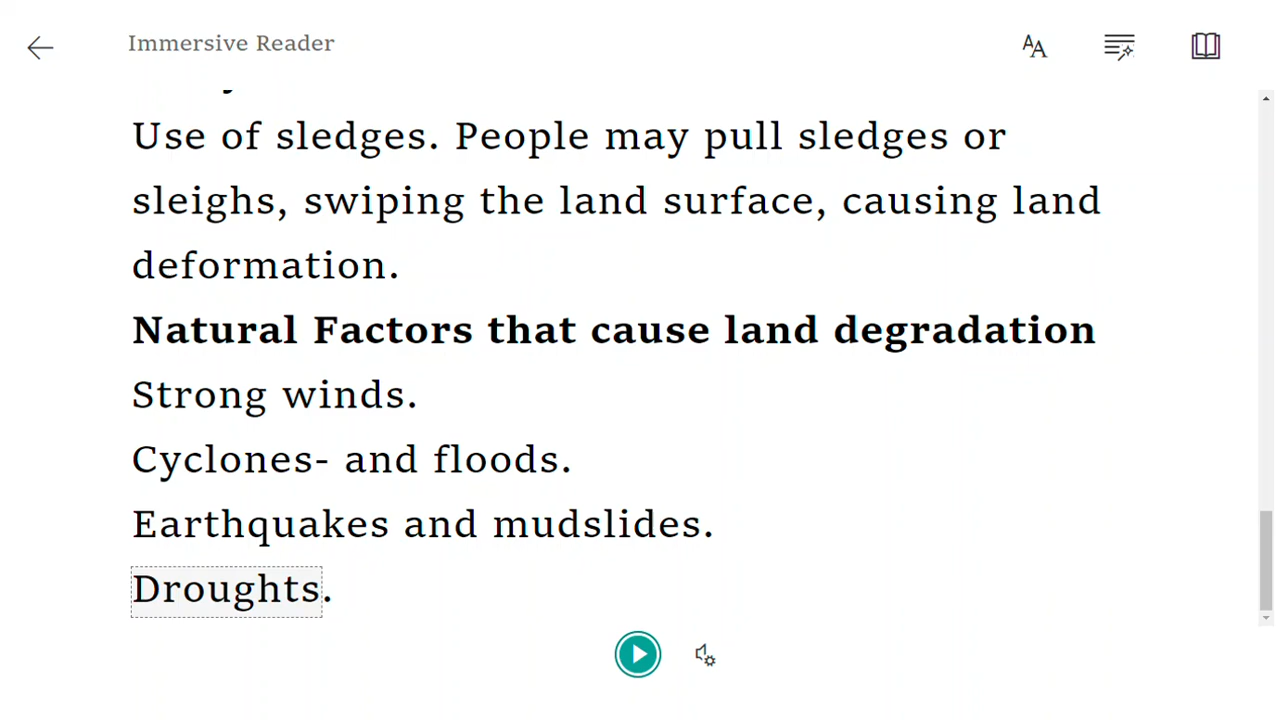 Immersive Reader
Use of sledges. People may pull sledges or
sleighs, swiping the land surface, causing land
deformation.
Natural Factors that cause land degradation
Strong winds.
Cyclones- and floods.
Earthquakes and mudslides.
Droughts.